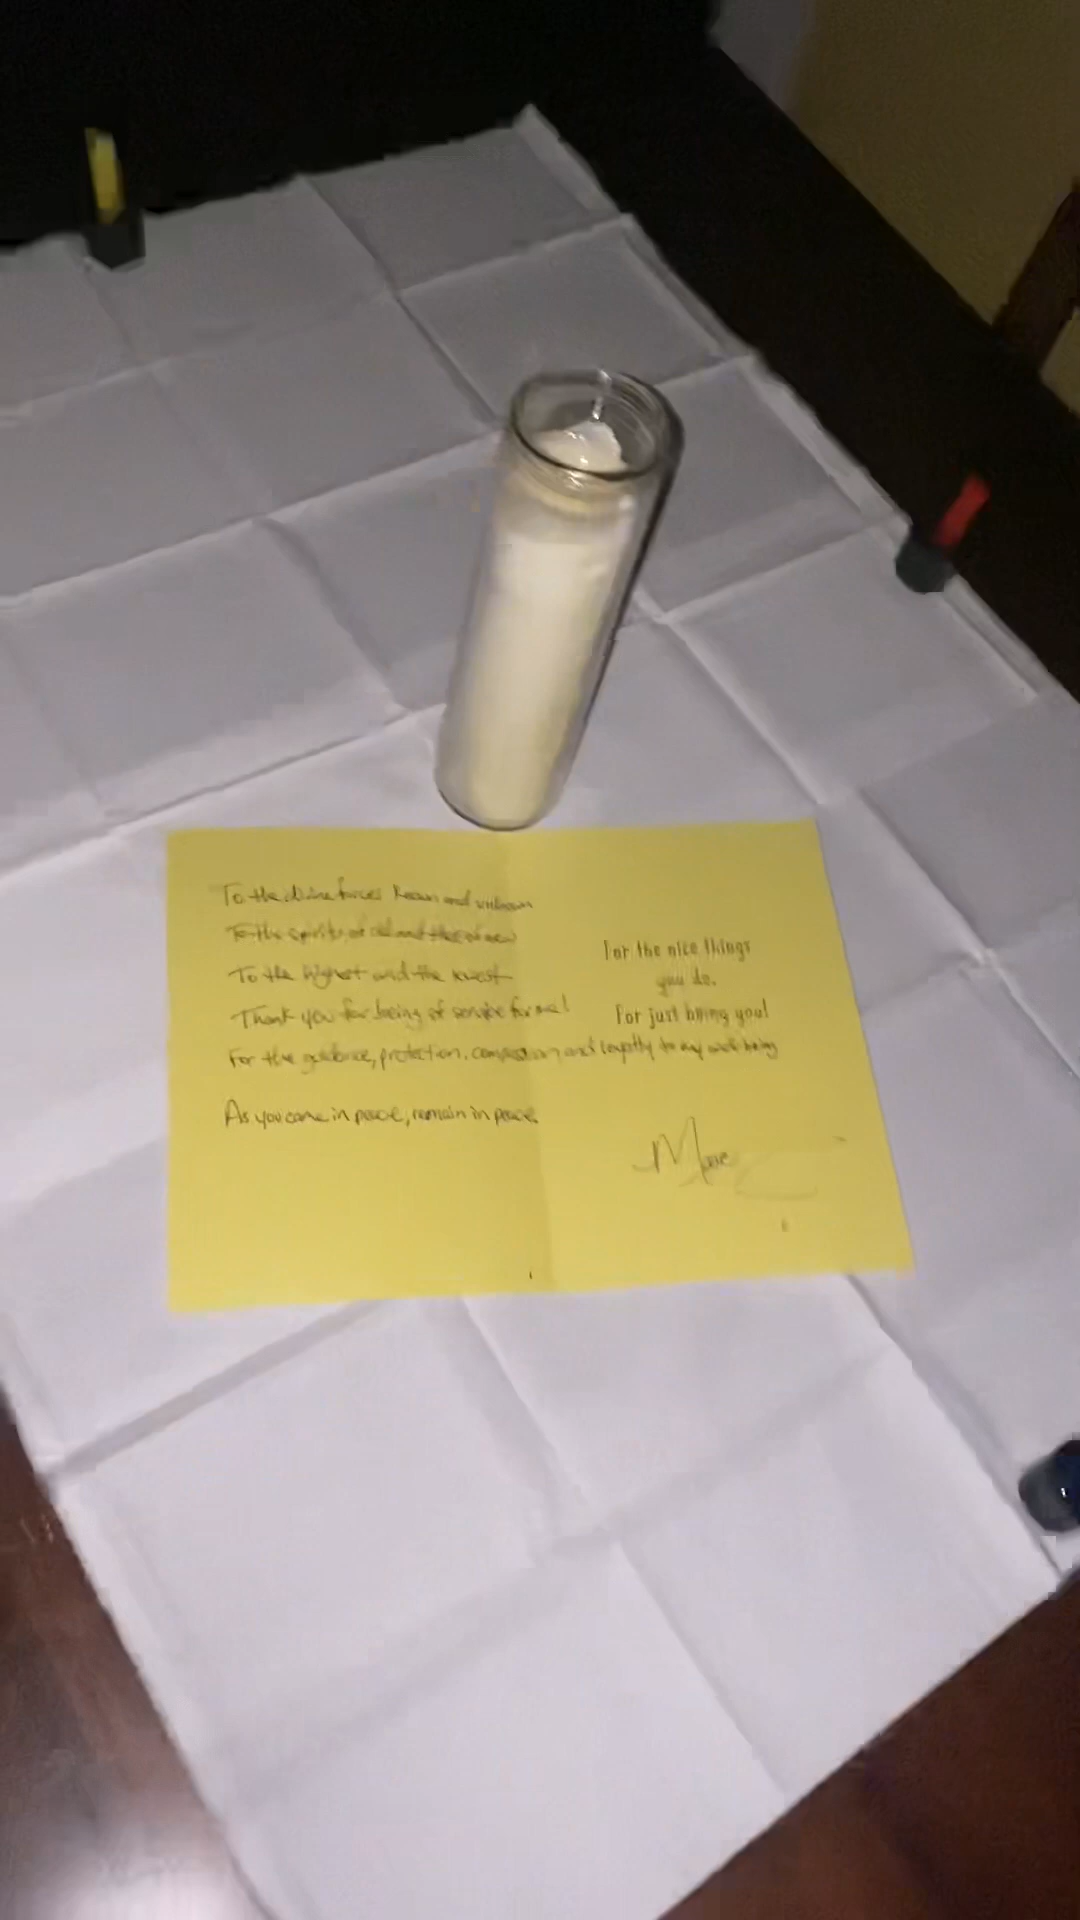 To the divine forces known and unknown
To the spirits of old and those of new
To the highest and the lowest
Thank you for being of service for me!
For the guidance, protection, compassion and loyalty to my well-being
As you came in peace, remain in peace
For the nice things
you do.
For just being you!